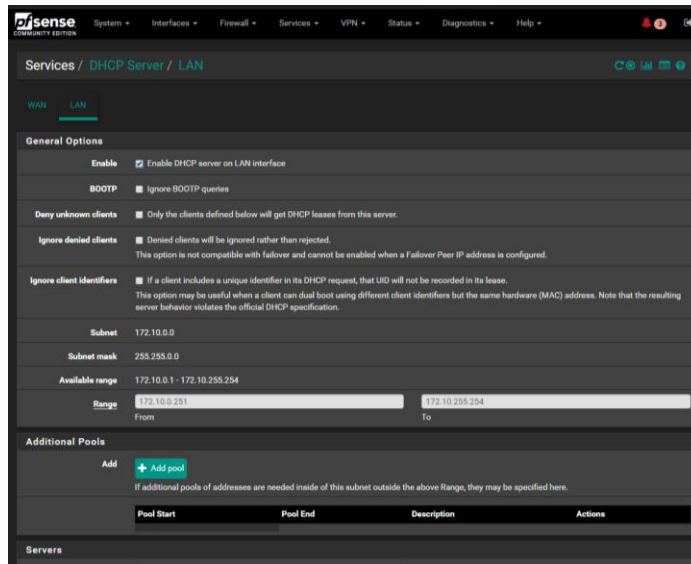 pfsense
COMMUNITY EDITION
System
Interfaces
Firewall
Services
VPN
Status
Diagnostics
Help
3
Services / DHCP Server / LAN
WAN
LAN
General Options
Enable
Enable DHCP server on LAN interface
BOOTP
Ignore BOOTP queries
Deny unknown clients
Only the clients defined below will get DHCP leases from this server.
Ignore denied clients
Denied clients will be ignored rather than rejected.
This option is not compatible with failover and cannot be enabled when a Failover Peer IP address is configured.
Ignore client identifiers
If a client includes a unique identifier in its DHCP request, that UID will not be recorded in its lease.
This option may be useful when a client can dual boot using different client identifiers but the same hardware (MAC) address. Note that the resulting
server behavior violates the official DHCP specification.
Subnet
172.10.0.0
Subnet mask
255.255.0.0
Available range
172.10.0.1 - 172.10.255.254
Range
172.10.0.251
172.10.255.254
From
To
Additional Pools
Add
Add pool
If additional pools of addresses are needed inside of this subnet outside the above Range, they may be specified here.
Pool Start
Pool End
Description
Actions
Servers